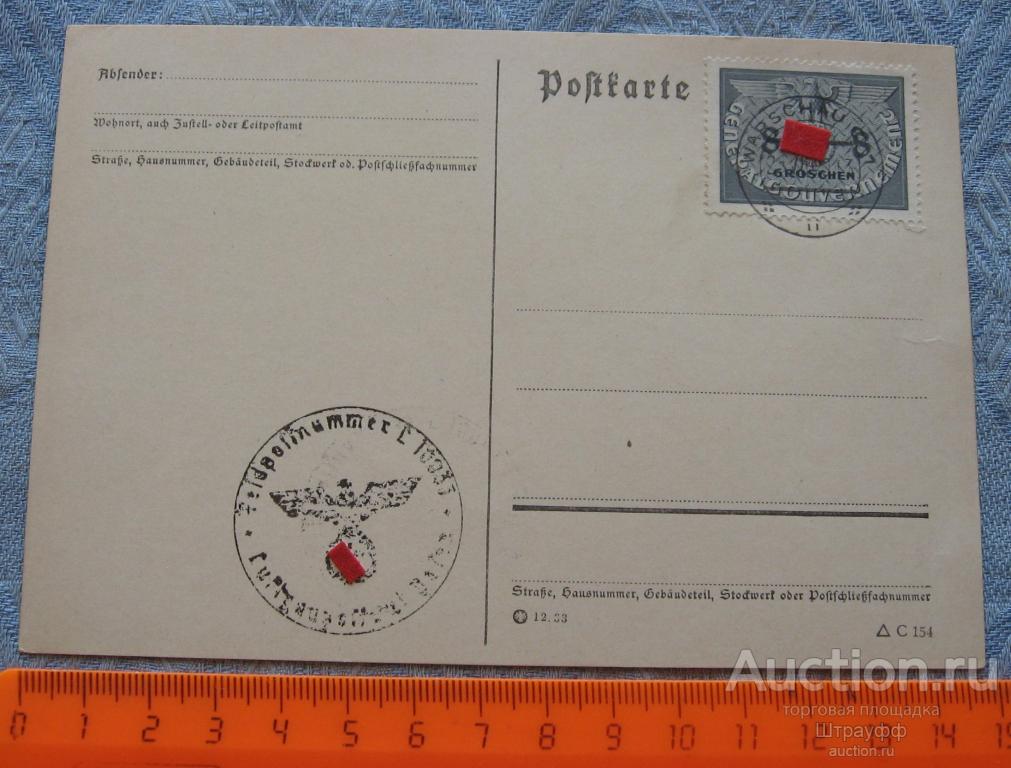 Absender:
Wohnort, auch Zustell- oder Leitpostamt
Straße, Hausnummer, Gebäudeteil, Stockwerk od. Postschließfachnummer
Postkarte
WARSCHAU
8 8
GROSCHEN
Generalgouvernement
Feldpostnummer L
Straße, Hausnummer, Gebäudeteil, Stockwerk oder Postschließfachnummer
12.33
C 154
0 1 2 3 4 5 6 7 8 9 10 11 12 13 14 15
Auction.ru
торговая площадка
Штрауфф
auction.ru